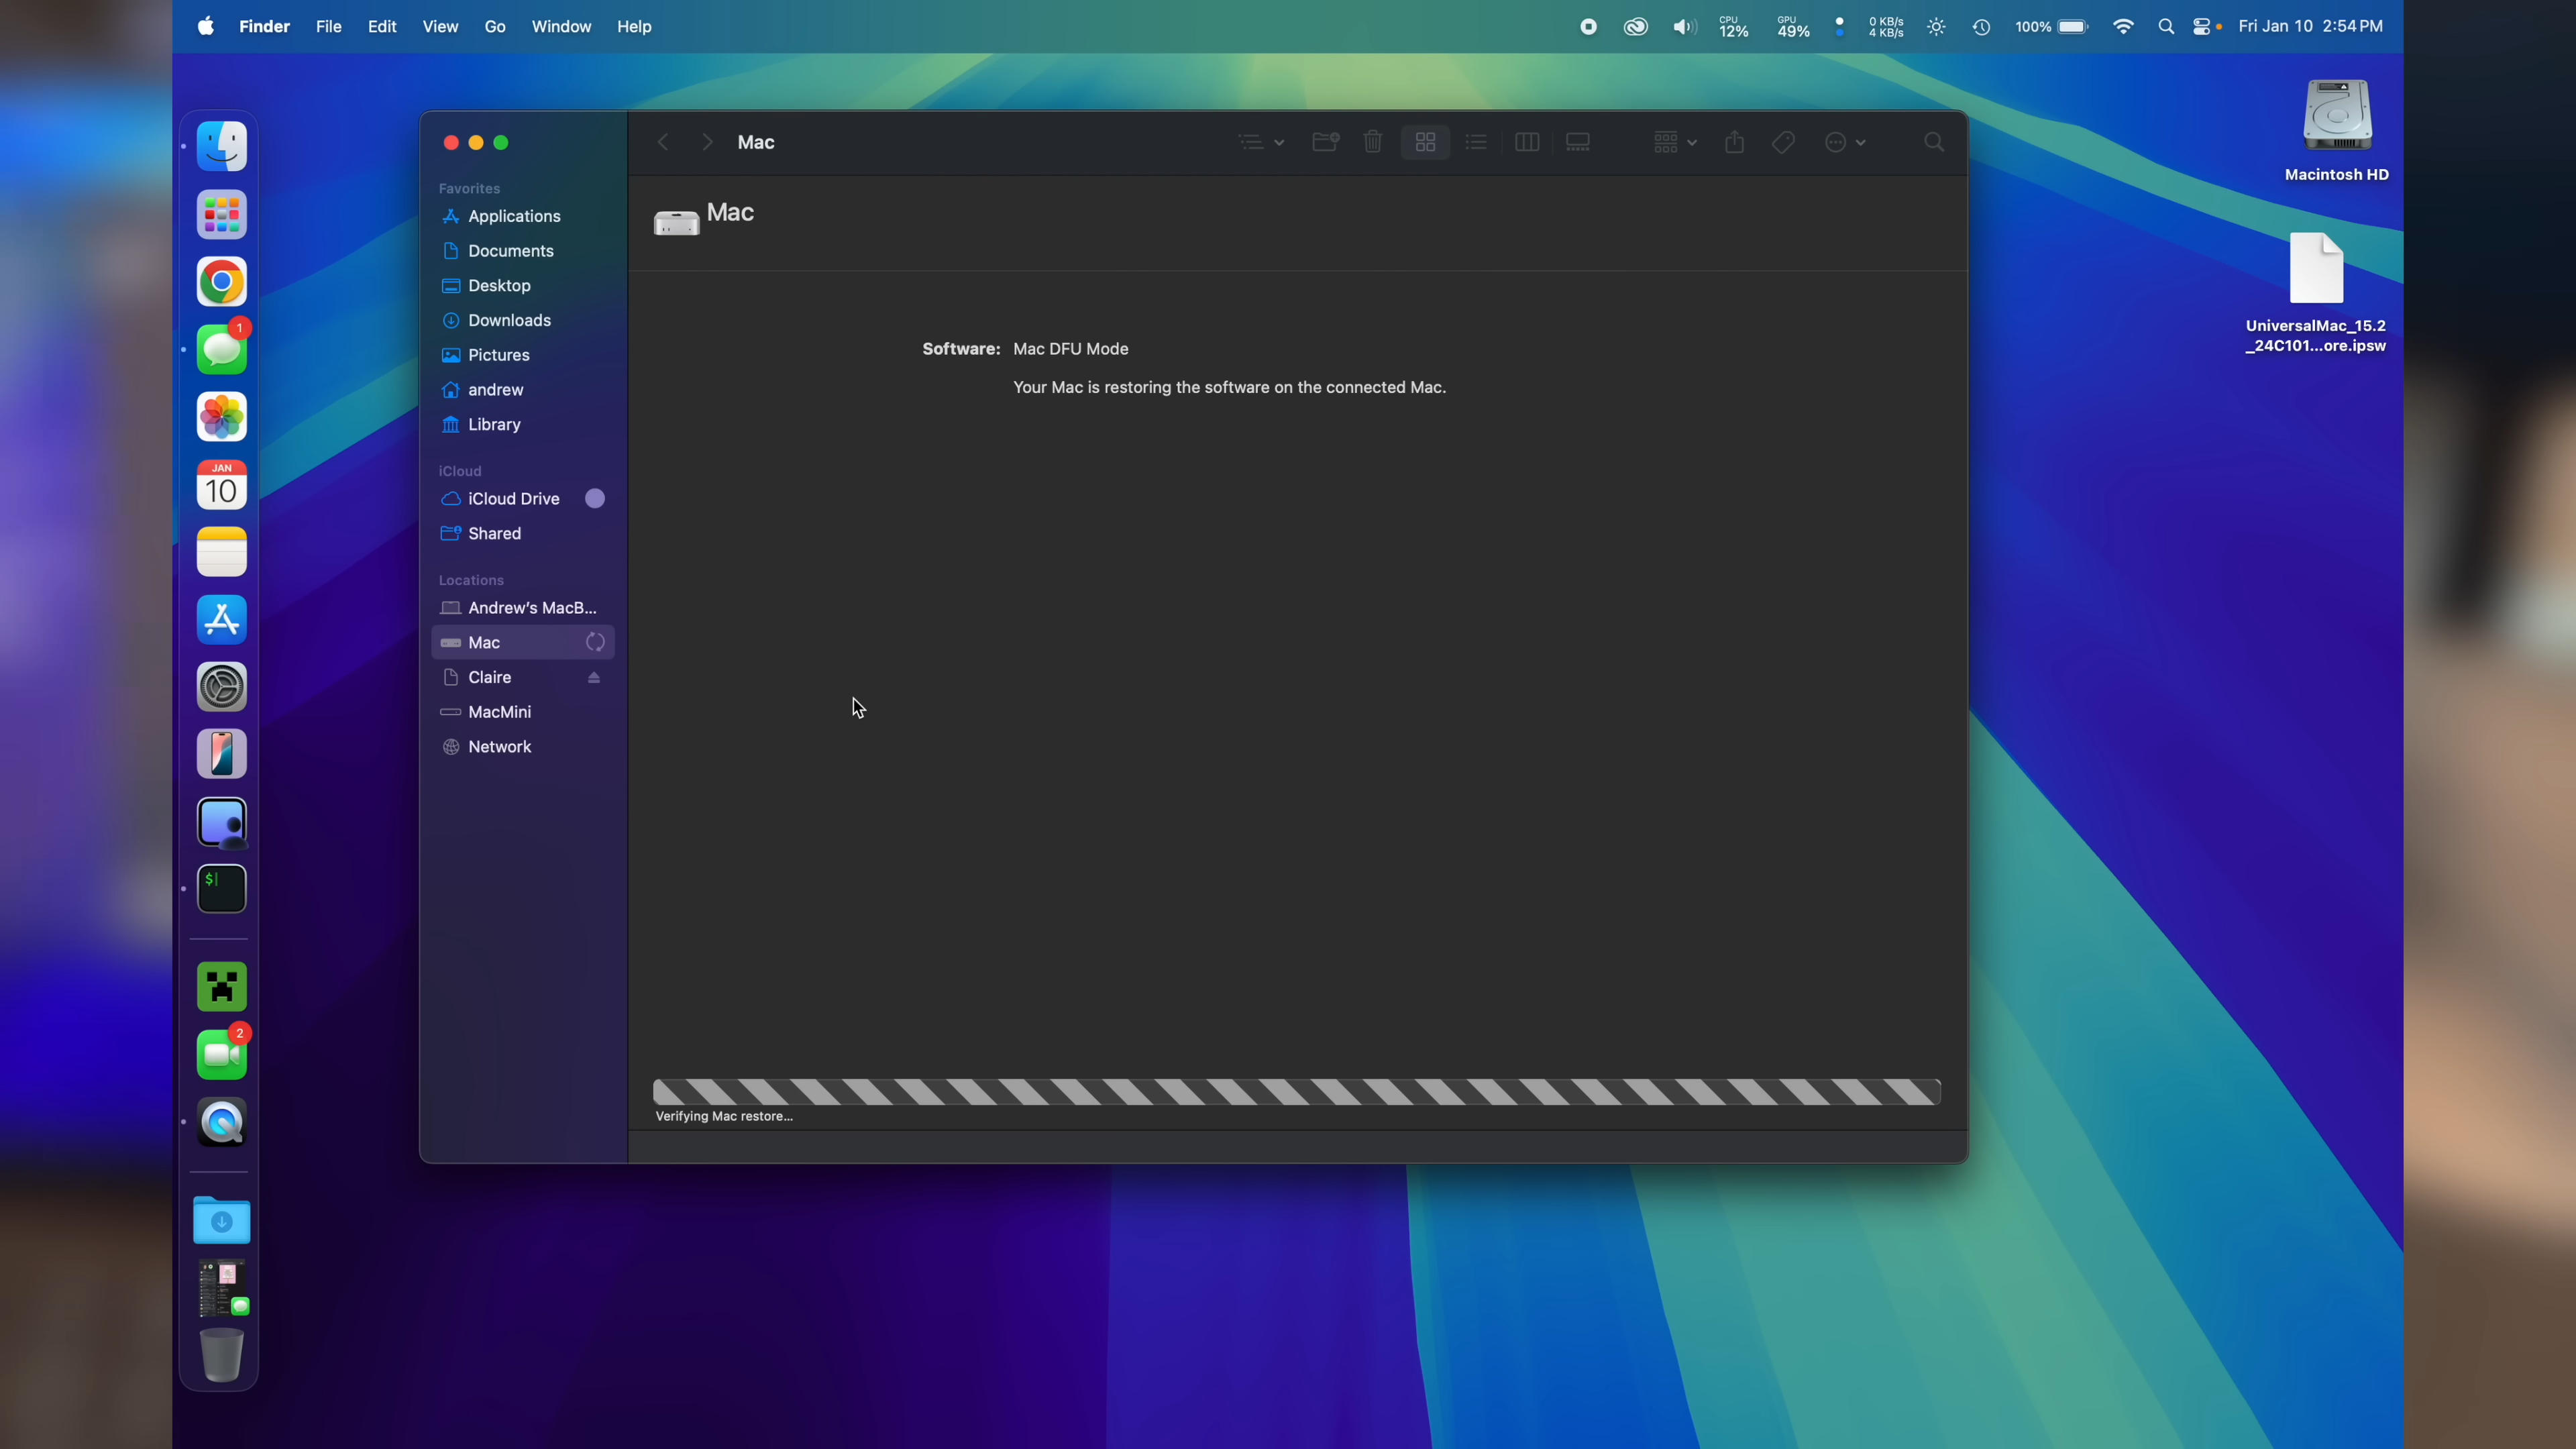 Finder File Edit View Go Window Help
CPU
12%
GPU
49%
0 KB/s
4 KB/s
100%
Fri Jan 10 2:54 PM
Macintosh HD
UniversalMac_15.2
_24C101...ore.ipsw
1
JAN
10
$
2
Mac
Favorites
Applications
Documents
Desktop
Downloads
Pictures
andrew
Library
iCloud
iCloud Drive
Shared
Locations
Andrew's MacB...
Mac
Claire
MacMini
Network
Mac
Software: Mac DFU Mode
Your Mac is restoring the software on the connected Mac.
Verifying Mac restore...